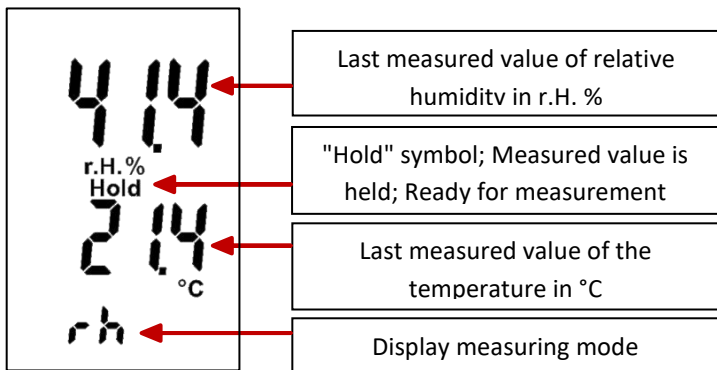 41.4
Last measured value of relative
humidity in r.H. %
r.H.%
Hold
"Hold" symbol; Measured value is
held; Ready for measurement
21.4
°C
Last measured value of the
temperature in °C
rh
Display measuring mode